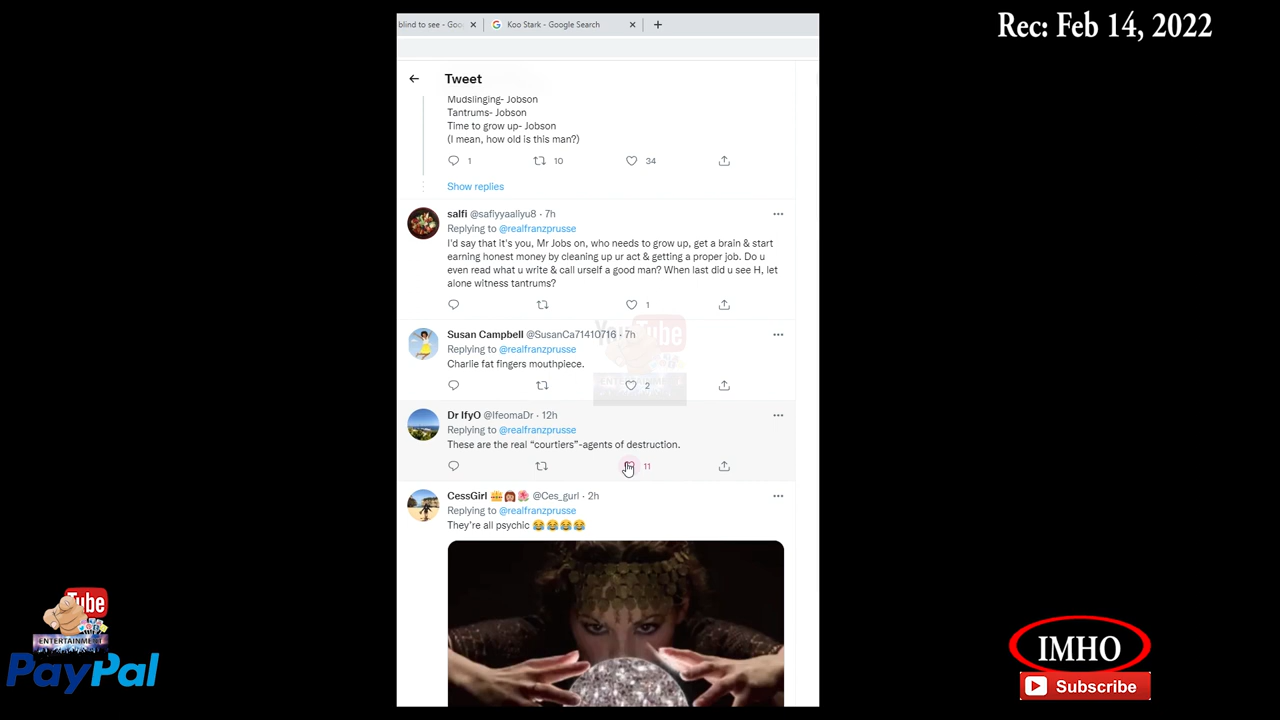 Rec: Feb 14, 2022
blind to see - Goo
Koo Stark - Google Search
Tweet
Mudslinging- Jobson
Tantrums- Jobson
Time to grow up- Jobson
(I mean, how old is this man?)
1 10 34
Show replies
salfi @safiyyaaliyu8 · 7h
Replying to @realfranzprusse
I'd say that it's you, Mr Jobs on, who needs to grow up, get a brain & start
earning honest money by cleaning up ur act & getting a proper job. Do u
even read what u write & call urself a good man? When last did u see H, let
alone witness tantrums?
1
Susan Campbell @SusanCa71410716 · 7h
Replying to @realfranzprusse
Charlie fat fingers mouthpiece.
2
YouTube
ENTERTAINMENT
Dr IfyO @IfeomaDr · 12h
Replying to @realfranzprusse
These are the real “courtiers”-agents of destruction.
11
CessGirl @Ces_gurl · 2h
Replying to @realfranzprusse
They're all psychic 😂😂😂😂
Tube
ENTERTAINMENT
PayPal
IMHO
Subscribe